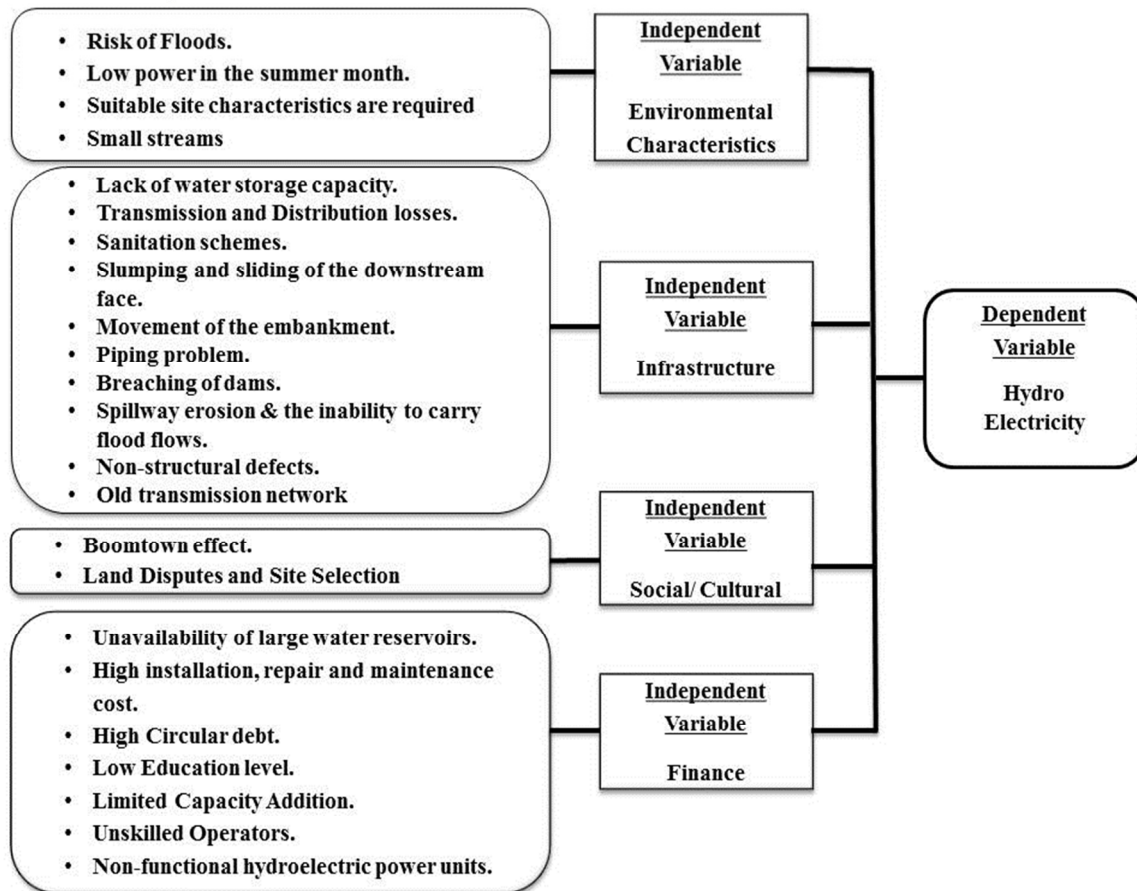 • Risk of Floods.
• Low power in the summer month.
• Suitable site characteristics are required
• Small streams
Independent
Variable
Environmental
Characteristics
• Lack of water storage capacity.
• Transmission and Distribution losses.
• Sanitation schemes.
• Slumping and sliding of the downstream
face.
• Movement of the embankment.
• Piping problem.
• Breaching of dams.
• Spillway erosion & the inability to carry
flood flows.
• Non-structural defects.
• Old transmission network
Independent
Variable
Infrastructure
Dependent
Variable
Hydro
Electricity
• Boomtown effect.
• Land Disputes and Site Selection
Independent
Variable
Social/ Cultural
• Unavailability of large water reservoirs.
• High installation, repair and maintenance
cost.
• High Circular debt.
• Low Education level.
• Limited Capacity Addition.
• Unskilled Operators.
• Non-functional hydroelectric power units.
Independent
Variable
Finance